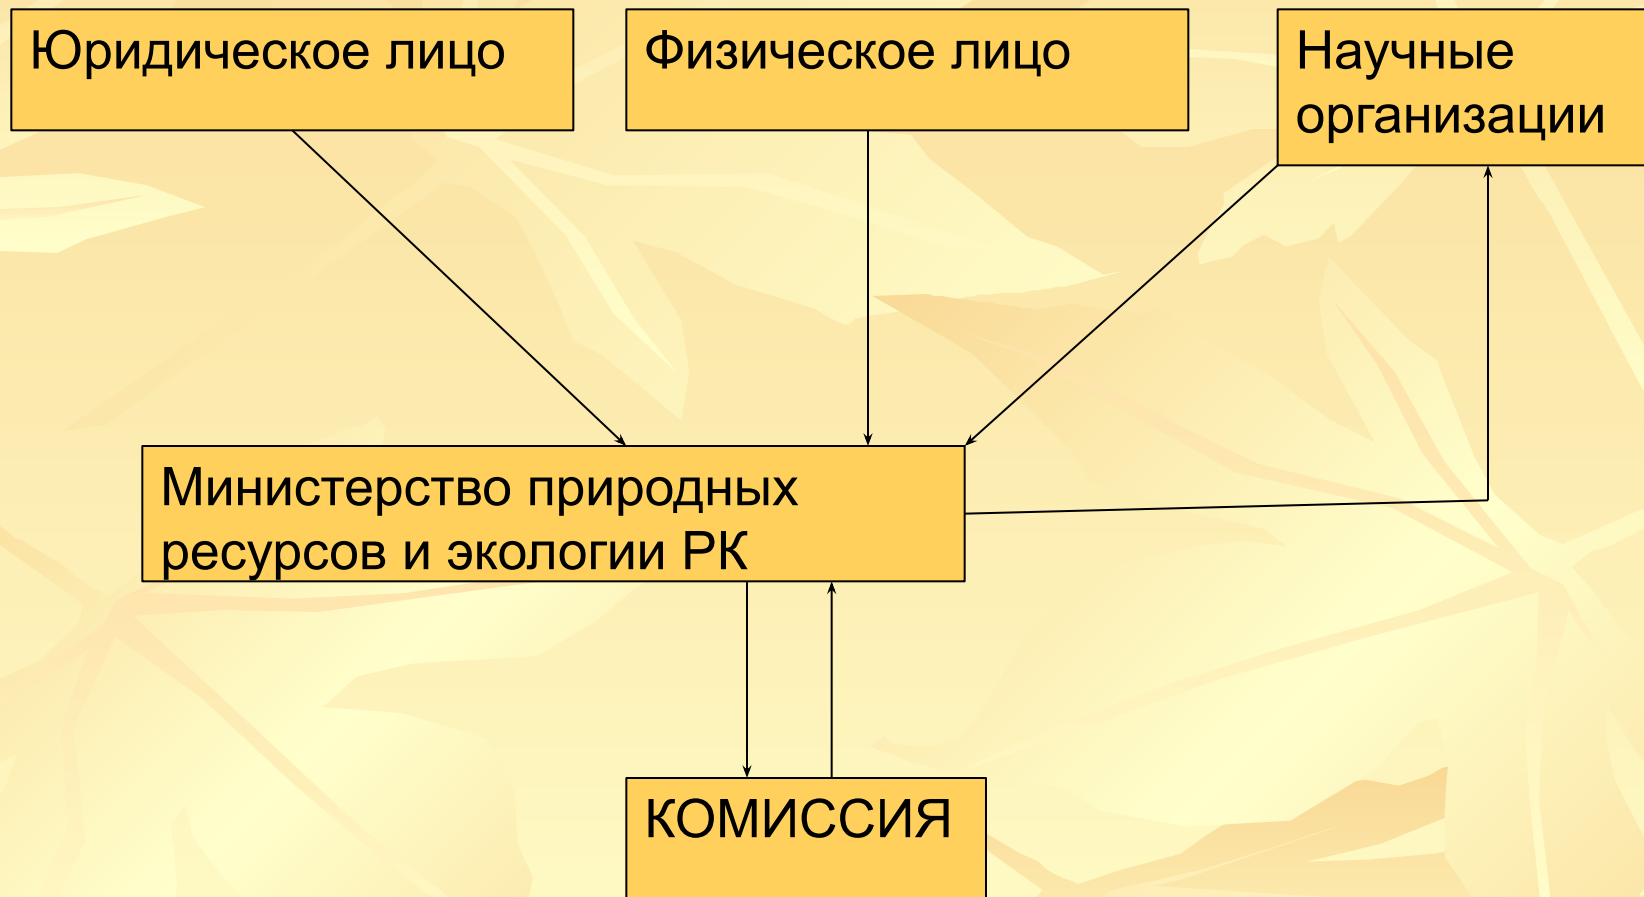 Юридическое лицо
Физическое лицо
Научные
организации
Министерство природных
ресурсов и экологии РК
КОМИССИЯ